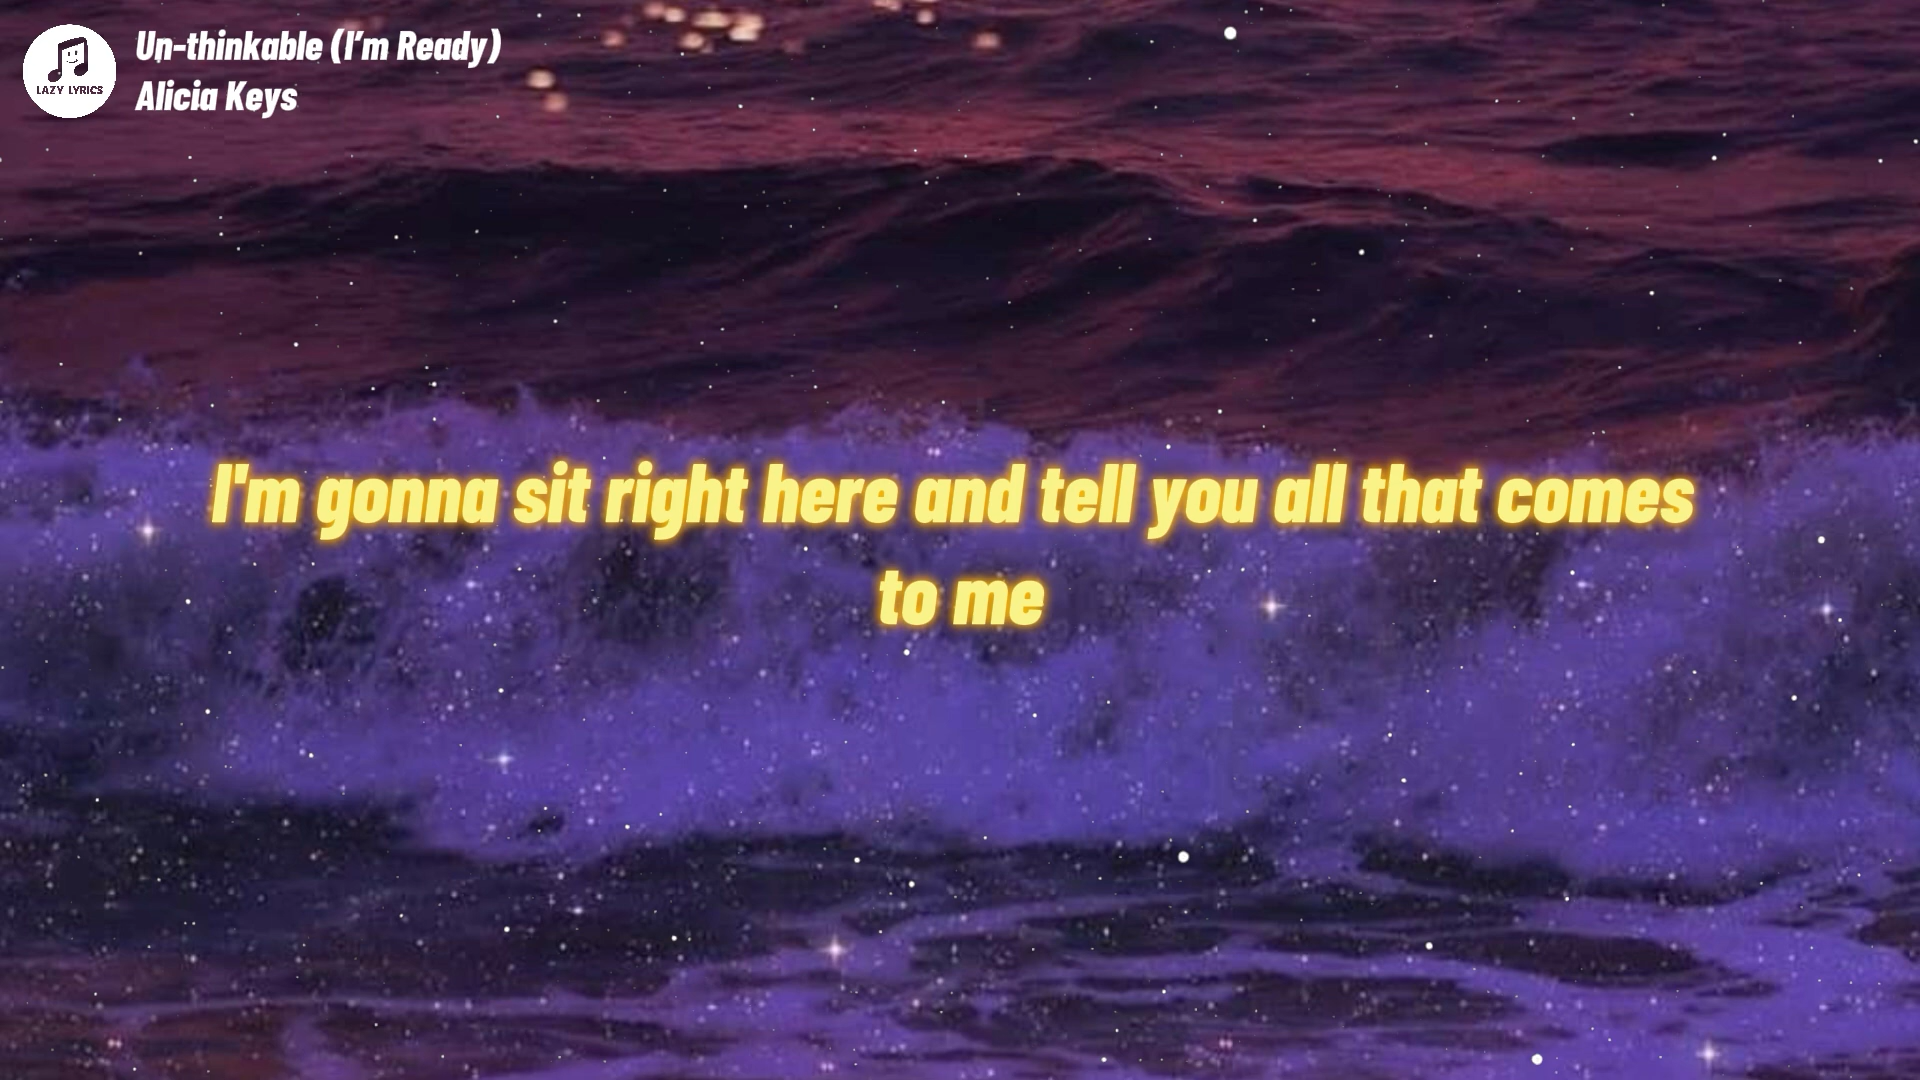 Un-thinkable (I’m Ready)
LAZY LYRICS
Alicia Keys
I'm gonna sit right here and tell you all that comes
to me